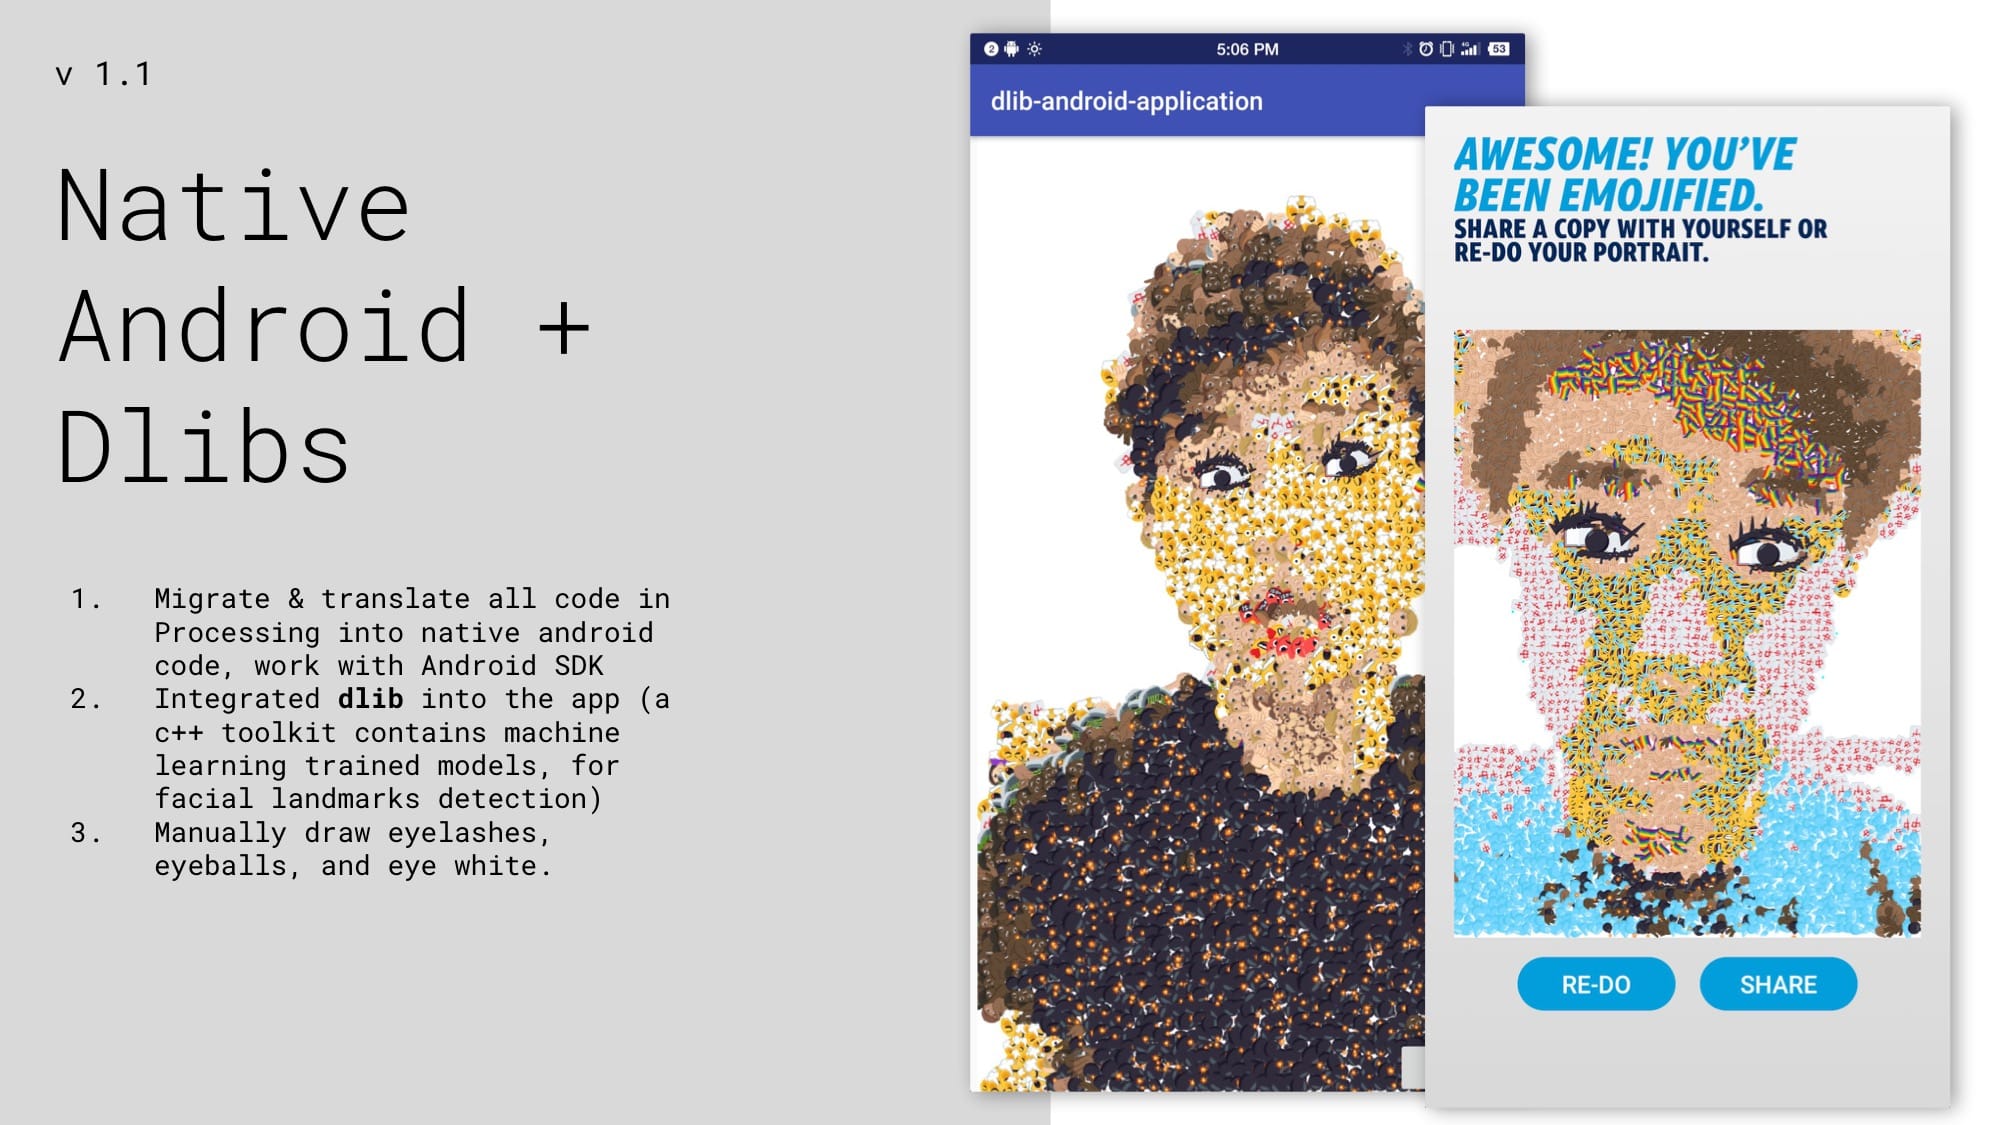 v 1.1
Native
Android +
Dlibs
1. Migrate & translate all code in
Processing into native android
code, work with Android SDK
2. Integrated dlib into the app (a
c++ toolkit contains machine
learning trained models, for
facial landmarks detection)
3. Manually draw eyelashes,
eyeballs, and eye white.
2 5:06 PM 4G 53
dlib-android-application
AWESOME! YOU'VE
BEEN EMOJIFIED.
SHARE A COPY WITH YOURSELF OR
RE-DO YOUR PORTRAIT.
RE-DO SHARE